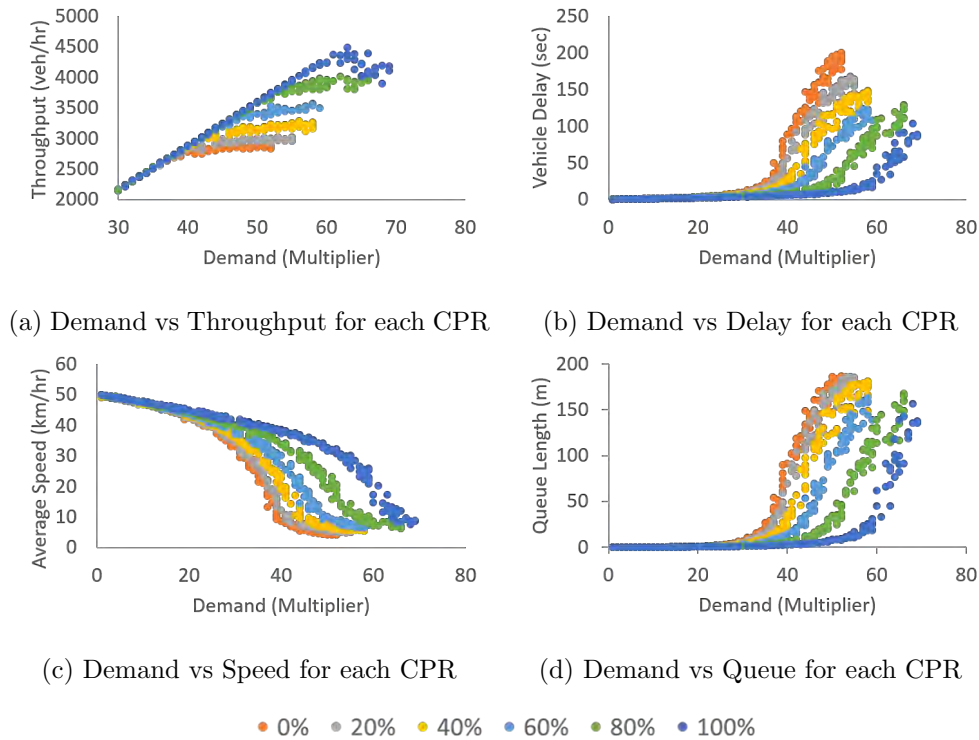 5000
4500
4000
3500
3000
2500
2000
Throughput (veh/hr)
30 40 50 60 70 80
Demand (Multiplier)
250
200
150
100
50
0
Vehicle Delay (sec)
0 20 40 60 80
Demand (Multiplier)
(a) Demand vs Throughput for each CPR
(b) Demand vs Delay for each CPR
60
50
40
30
20
10
0
Average Speed (km/hr)
0 20 40 60 80
Demand (Multiplier)
200
150
100
50
0
Queue Length (m)
0 20 40 60 80
Demand (Multiplier)
(c) Demand vs Speed for each CPR
(d) Demand vs Queue for each CPR
0% 20% 40% 60% 80% 100%